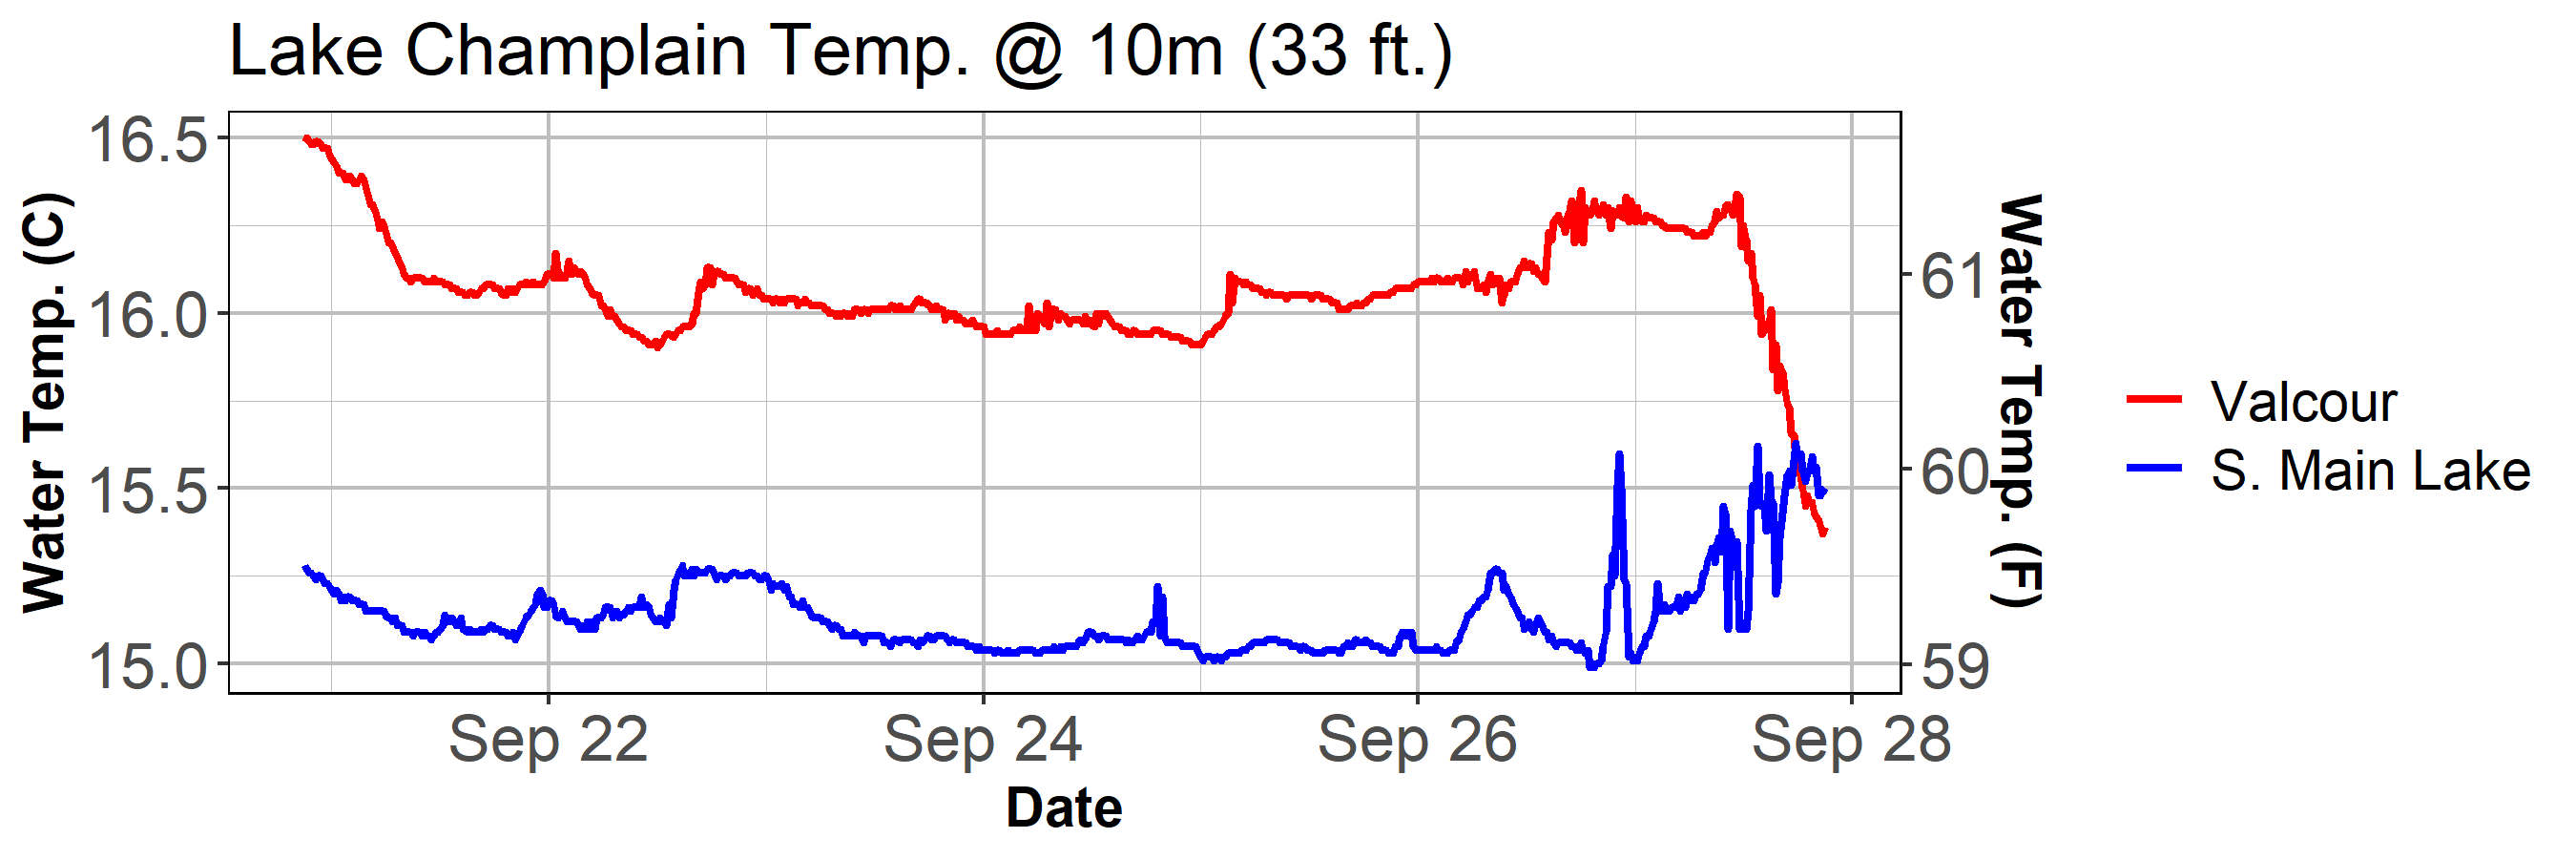 Lake Champlain Temp. @ 10m (33 ft.)
Water Temp. (C)
16.5
16.0
15.5
15.0
61
60
59
Water Temp. (F)
Valcour
S. Main Lake
Sep 22 Sep 24 Sep 26 Sep 28
Date